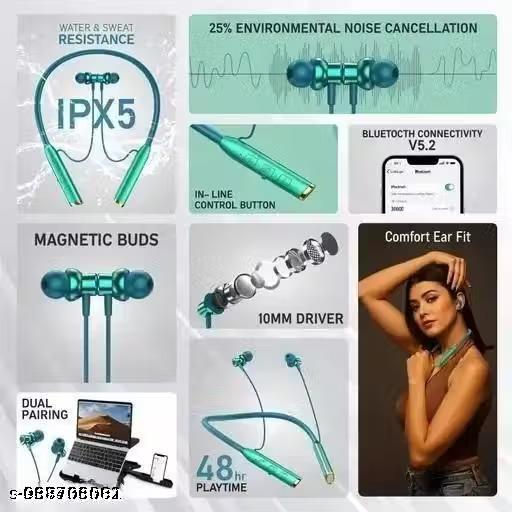 WATER & SWEAT
RESISTANCE
IPX5
25% ENVIRONMENTAL NOISE CANCELLATION
IN- LINE
CONTROL BUTTON
BLUETOCTH CONNECTIVITY
V5.2
Bluetooth
MAGNETIC BUDS
10MM DRIVER
Comfort Ear Fit
DUAL
PAIRING
48hr
PLAYTIME